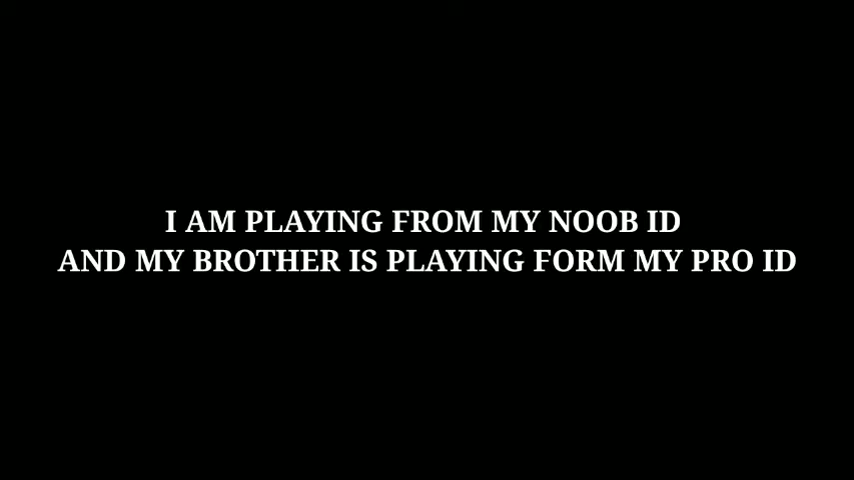 I AM PLAYING FROM MY NOOB ID
AND MY BROTHER IS PLAYING FORM MY PRO ID